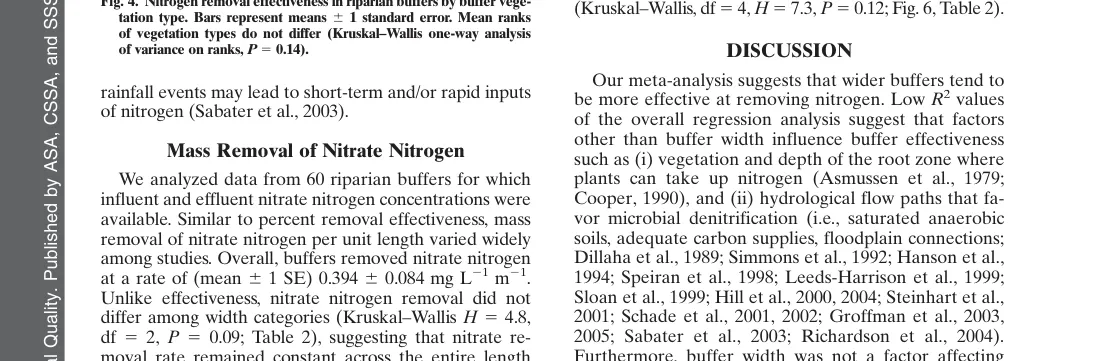 Fig. 4. Nitrogen removal effectiveness in riparian buffers by buffer vege-
tation type. Bars represent means ± 1 standard error. Mean ranks
of vegetation types do not differ (Kruskal–Wallis one-way analysis
of variance on ranks, P = 0.14).
rainfall events may lead to short-term and/or rapid inputs
of nitrogen (Sabater et al., 2003).
Mass Removal of Nitrate Nitrogen
We analyzed data from 60 riparian buffers for which
influent and effluent nitrate nitrogen concentrations were
available. Similar to percent removal effectiveness, mass
removal of nitrate nitrogen per unit length varied widely
among studies. Overall, buffers removed nitrate nitrogen
at a rate of (mean ± 1 SE) 0.394 ± 0.084 mg L⁻¹ m⁻¹.
Unlike effectiveness, nitrate nitrogen removal did not
differ among width categories (Kruskal–Wallis H = 4.8,
df = 2, P = 0.09; Table 2), suggesting that nitrate re-
moval rate remained constant across the entire length
(Kruskal–Wallis, df = 4, H = 7.3, P = 0.12; Fig. 6, Table 2).
DISCUSSION
Our meta-analysis suggests that wider buffers tend to
be more effective at removing nitrogen. Low R² values
of the overall regression analysis suggest that factors
other than buffer width influence buffer effectiveness
such as (i) vegetation and depth of the root zone where
plants can take up nitrogen (Asmussen et al., 1979;
Cooper, 1990), and (ii) hydrological flow paths that fa-
vor microbial denitrification (i.e., saturated anaerobic
soils, adequate carbon supplies, floodplain connections;
Dillaha et al., 1989; Simmons et al., 1992; Hanson et al.,
1994; Speiran et al., 1998; Leeds-Harrison et al., 1999;
Sloan et al., 1999; Hill et al., 2000, 2004; Steinhart et al.,
2001; Schade et al., 2001, 2002; Groffman et al., 2003,
2005; Sabater et al., 2003; Richardson et al., 2004).
Furthermore, buffer width was not a factor affecting
al Quality. Published by ASA, CSSA, and SSS